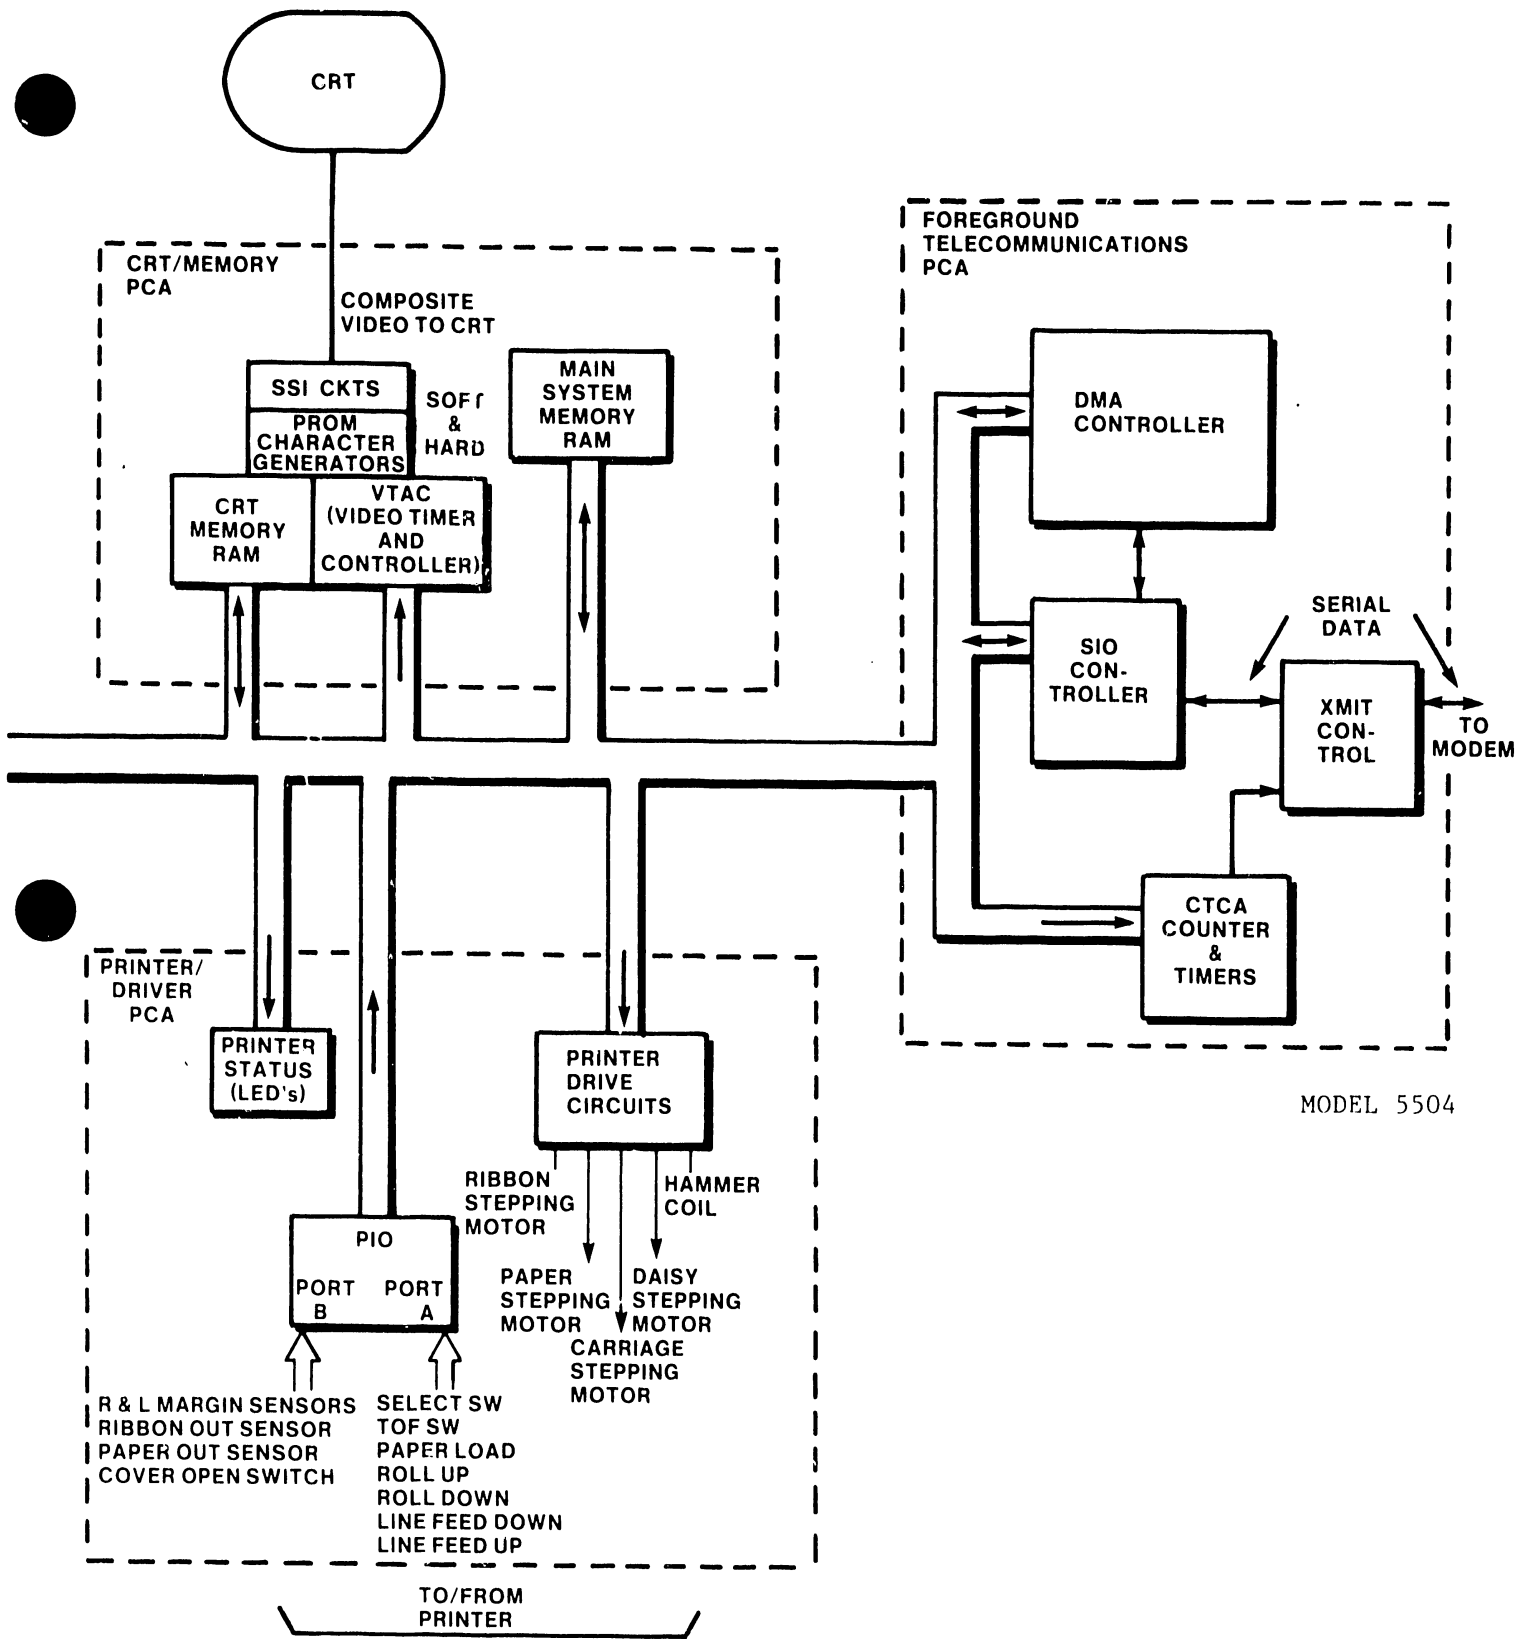 CRT
CRT/MEMORY
PCA
COMPOSITE
VIDEO TO CRT
SSI CKTS
PROM
CHARACTER
GENERATORS
SOFT
&
HARD
MAIN
SYSTEM
MEMORY
RAM
CRT
MEMORY
RAM
VTAC
(VIDEO TIMER
AND
CONTROLLER)
FOREGROUND
TELECOMMUNICATIONS
PCA
DMA
CONTROLLER
SIO
CON-
TROLLER
SERIAL
DATA
XMIT
CON-
TROL
TO
MODEM
CTCA
COUNTER
&
TIMERS
MODEL 5504
PRINTER/
DRIVER
PCA
PRINTER
STATUS
(LED's)
PRINTER
DRIVE
CIRCUITS
RIBBON
STEPPING
MOTOR
HAMMER
COIL
PAPER
STEPPING
MOTOR
DAISY
STEPPING
MOTOR
CARRIAGE
STEPPING
MOTOR
PIO
PORT
B
PORT
A
R & L MARGIN SENSORS
RIBBON OUT SENSOR
PAPER OUT SENSOR
COVER OPEN SWITCH
SELECT SW
TOF SW
PAPER LOAD
ROLL UP
ROLL DOWN
LINE FEED DOWN
LINE FEED UP
TO/FROM
PRINTER